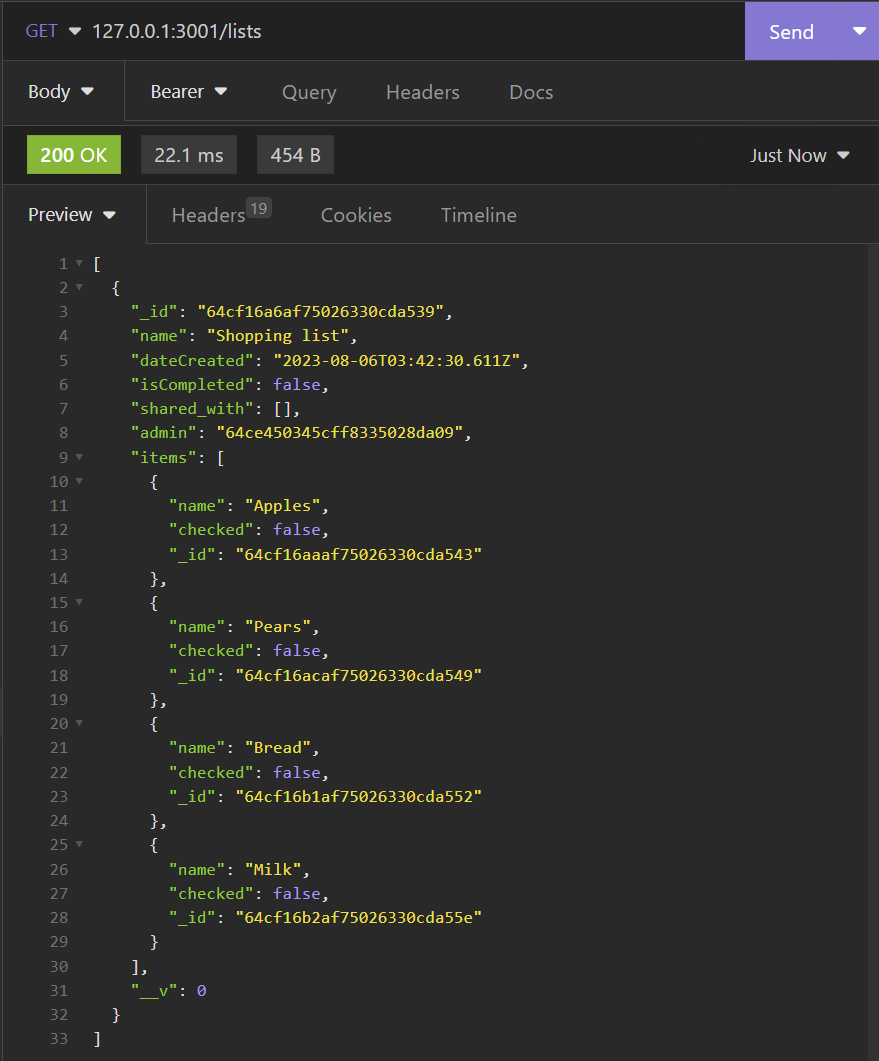 GET 127.0.0.1:3001/lists Send
Body Bearer Query Headers Docs
200 OK 22.1 ms 454 B Just Now
Preview Headers 19 Cookies Timeline
1 [
2 {
3 "_id": "64cf16a6af75026330cda539",
4 "name": "Shopping list",
5 "dateCreated": "2023-08-06T03:42:30.611Z",
6 "isCompleted": false,
7 "shared_with": [],
8 "admin": "64ce450345cff8335028da09",
9 "items": [
10 {
11 "name": "Apples",
12 "checked": false,
13 "_id": "64cf16aaaf75026330cda543"
14 },
15 {
16 "name": "Pears",
17 "checked": false,
18 "_id": "64cf16acaf75026330cda549"
19 },
20 {
21 "name": "Bread",
22 "checked": false,
23 "_id": "64cf16b1af75026330cda552"
24 },
25 {
26 "name": "Milk",
27 "checked": false,
28 "_id": "64cf16b2af75026330cda55e"
29 }
30 ],
31 "__v": 0
32 }
33 ]